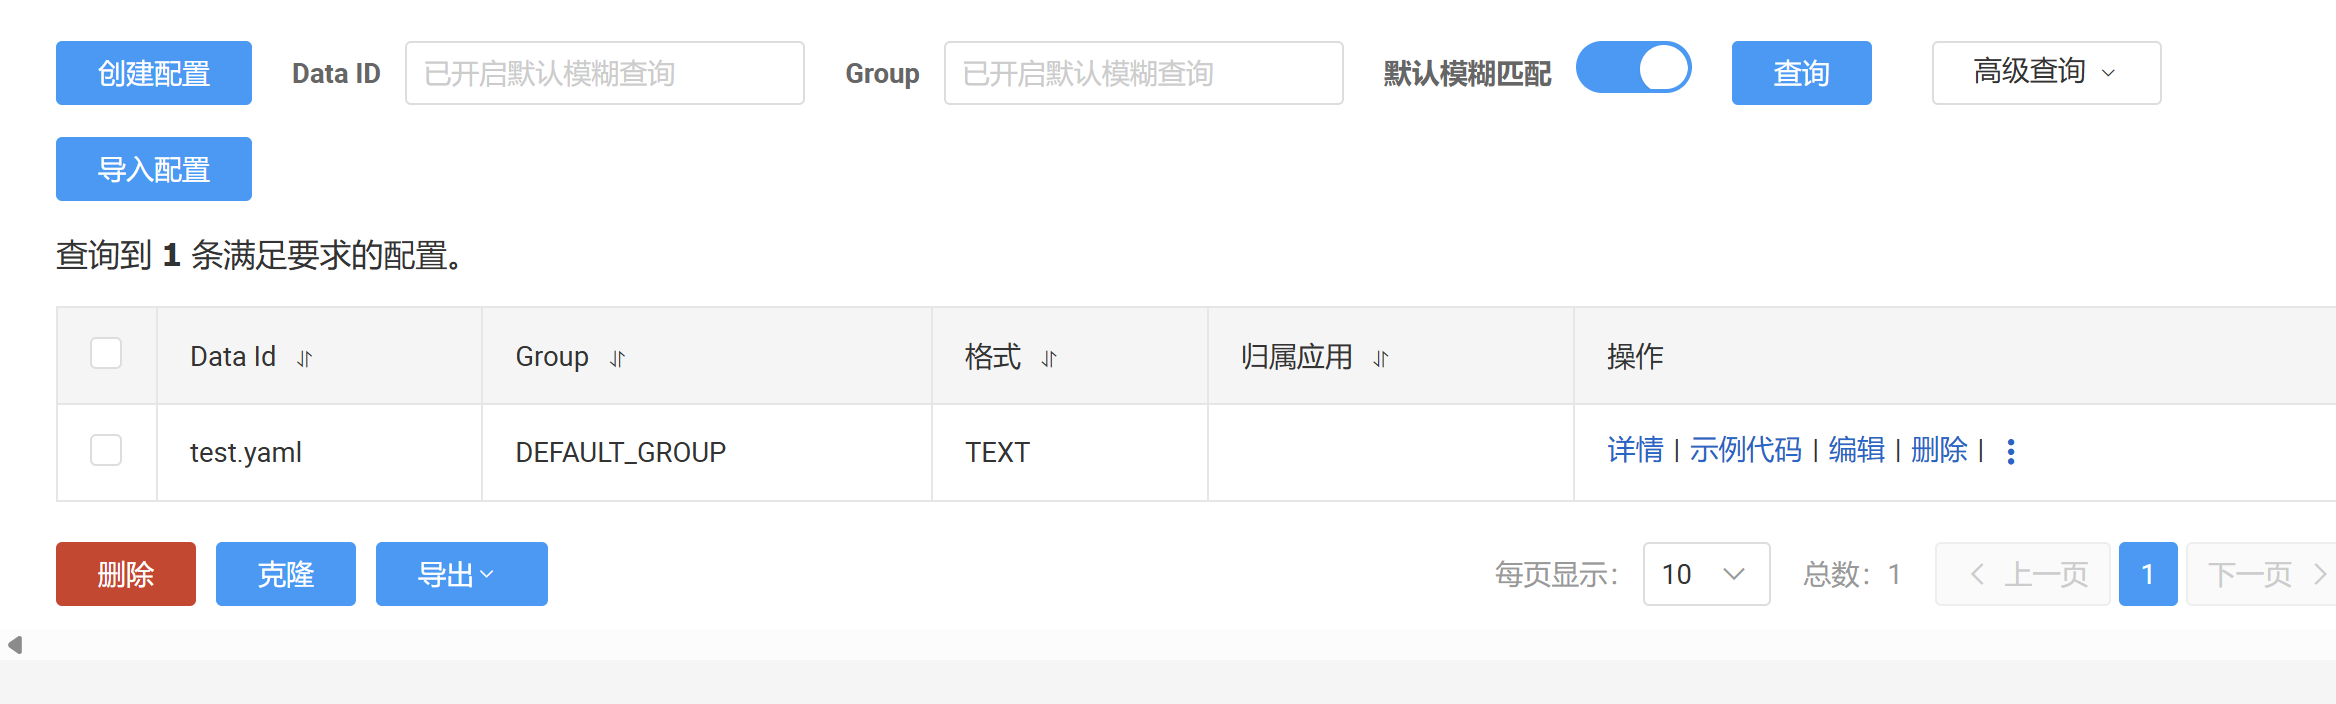 创建配置 Data ID 已开启默认模糊查询 Group 已开启默认模糊查询 默认模糊匹配 查询 高级查询
导入配置
查询到 1 条满足要求的配置。
Data Id Group 格式 归属应用 操作
test.yaml DEFAULT_GROUP TEXT 详情 | 示例代码 | 编辑 | 删除 |
删除 克隆 导出 每页显示： 10 总数：1 上一页 1 下一页